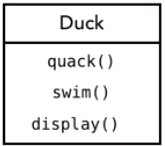 Duck
quack()
swim()
display()